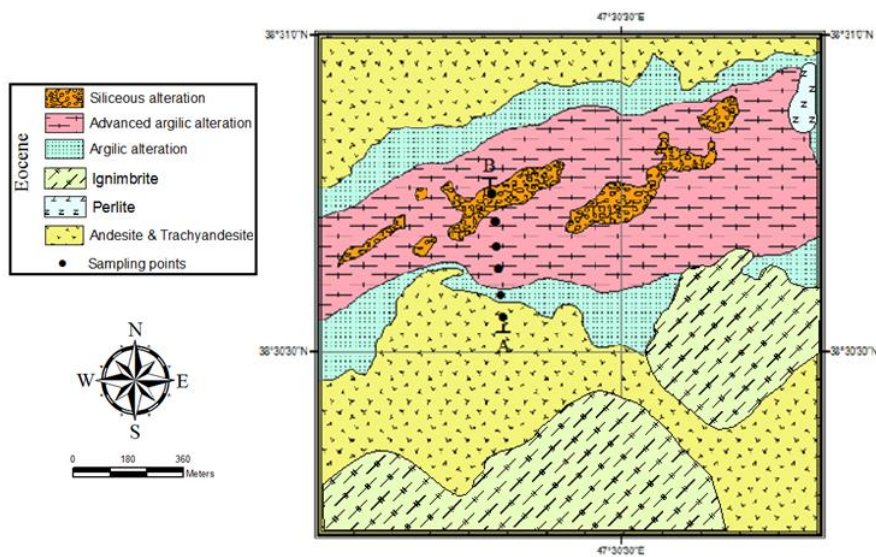 47°30'30"E
38°31'0"N
38°31'0"N
Eocene
Siliceous alteration
Advanced argilic alteration
Argilic alteration
Ignimbrite
Perlite
Andesite & Trachyandesite
Sampling points
B
A
N
W
E
S
38°30'30"N
38°30'30"N
0 180 360
Meters
47°30'30"E